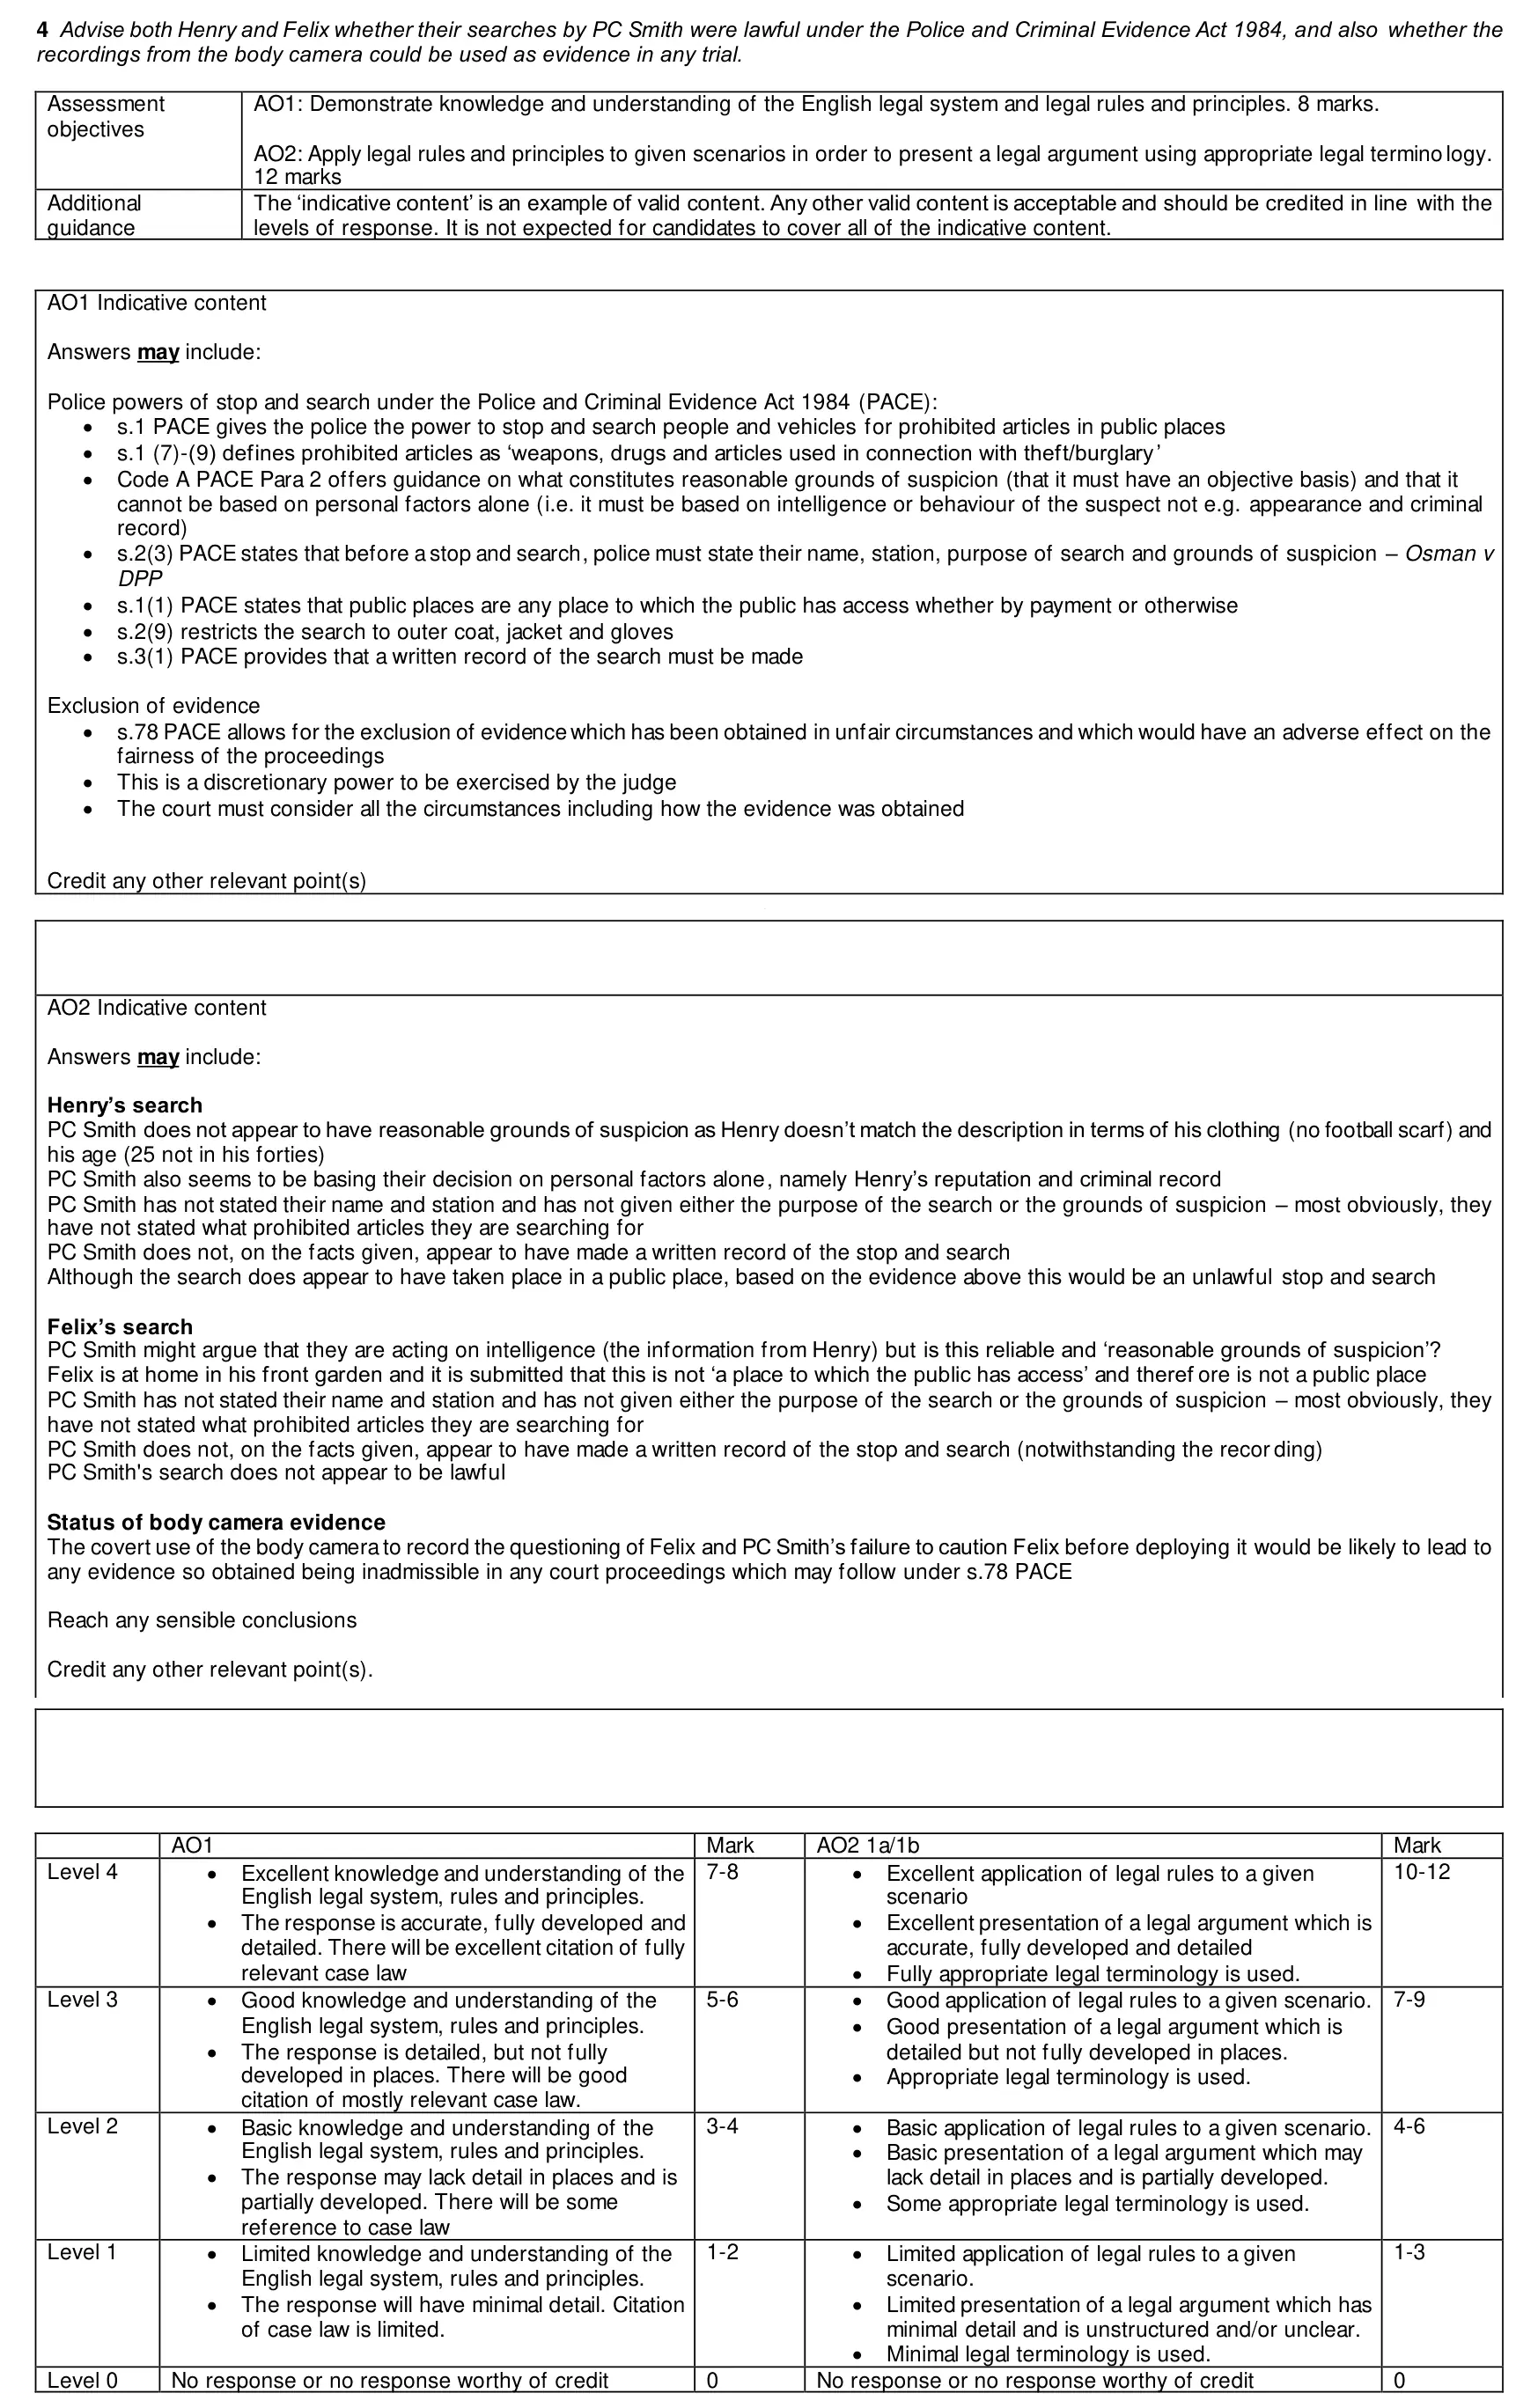 4 Advise both Henry and Felix whether their searches by PC Smith were lawful under the Police and Criminal Evidence Act 1984, and also whether the
recordings from the body camera could be used as evidence in any trial.
Assessment
objectives
AO1: Demonstrate knowledge and understanding of the English legal system and legal rules and principles. 8 marks.
AO2: Apply legal rules and principles to given scenarios in order to present a legal argument using appropriate legal terminology.
12 marks
Additional
guidance
The ‘indicative content’ is an example of valid content. Any other valid content is acceptable and should be credited in line with the
levels of response. It is not expected for candidates to cover all of the indicative content.
AO1 Indicative content
Answers may include:
Police powers of stop and search under the Police and Criminal Evidence Act 1984 (PACE):
• s.1 PACE gives the police the power to stop and search people and vehicles for prohibited articles in public places
• s.1 (7)-(9) defines prohibited articles as ‘weapons, drugs and articles used in connection with theft/burglary’
• Code A PACE Para 2 offers guidance on what constitutes reasonable grounds of suspicion (that it must have an objective basis) and that it
cannot be based on personal factors alone (i.e. it must be based on intelligence or behaviour of the suspect not e.g. appearance and criminal
record)
• s.2(3) PACE states that before a stop and search, police must state their name, station, purpose of search and grounds of suspicion – Osman v
DPP
• s.1(1) PACE states that public places are any place to which the public has access whether by payment or otherwise
• s.2(9) restricts the search to outer coat, jacket and gloves
• s.3(1) PACE provides that a written record of the search must be made
Exclusion of evidence
• s.78 PACE allows for the exclusion of evidence which has been obtained in unfair circumstances and which would have an adverse effect on the
fairness of the proceedings
• This is a discretionary power to be exercised by the judge
• The court must consider all the circumstances including how the evidence was obtained
Credit any other relevant point(s)
AO2 Indicative content
Answers may include:
Henry’s search
PC Smith does not appear to have reasonable grounds of suspicion as Henry doesn’t match the description in terms of his clothing (no football scarf) and
his age (25 not in his forties)
PC Smith also seems to be basing their decision on personal factors alone, namely Henry’s reputation and criminal record
PC Smith has not stated their name and station and has not given either the purpose of the search or the grounds of suspicion – most obviously, they
have not stated what prohibited articles they are searching for
PC Smith does not, on the facts given, appear to have made a written record of the stop and search
Although the search does appear to have taken place in a public place, based on the evidence above this would be an unlawful stop and search
Felix’s search
PC Smith might argue that they are acting on intelligence (the information from Henry) but is this reliable and ‘reasonable grounds of suspicion’?
Felix is at home in his front garden and it is submitted that this is not ‘a place to which the public has access’ and therefore is not a public place
PC Smith has not stated their name and station and has not given either the purpose of the search or the grounds of suspicion – most obviously, they
have not stated what prohibited articles they are searching for
PC Smith does not, on the facts given, appear to have made a written record of the stop and search (notwithstanding the recording)
PC Smith's search does not appear to be lawful
Status of body camera evidence
The covert use of the body camera to record the questioning of Felix and PC Smith’s failure to caution Felix before deploying it would be likely to lead to
any evidence so obtained being inadmissible in any court proceedings which may follow under s.78 PACE
Reach any sensible conclusions
Credit any other relevant point(s).
AO1 Mark AO2 1a/1b Mark
Level 4
• Excellent knowledge and understanding of the
English legal system, rules and principles.
• The response is accurate, fully developed and
detailed. There will be excellent citation of fully
relevant case law
7-8
• Excellent application of legal rules to a given
scenario
• Excellent presentation of a legal argument which is
accurate, fully developed and detailed
• Fully appropriate legal terminology is used.
10-12
Level 3
• Good knowledge and understanding of the
English legal system, rules and principles.
• The response is detailed, but not fully
developed in places. There will be good
citation of mostly relevant case law.
5-6
• Good application of legal rules to a given scenario.
• Good presentation of a legal argument which is
detailed but not fully developed in places.
• Appropriate legal terminology is used.
7-9
Level 2
• Basic knowledge and understanding of the
English legal system, rules and principles.
• The response may lack detail in places and is
partially developed. There will be some
reference to case law
3-4
• Basic application of legal rules to a given scenario.
• Basic presentation of a legal argument which may
lack detail in places and is partially developed.
• Some appropriate legal terminology is used.
4-6
Level 1
• Limited knowledge and understanding of the
English legal system, rules and principles.
• The response will have minimal detail. Citation
of case law is limited.
1-2
• Limited application of legal rules to a given
scenario.
• Limited presentation of a legal argument which has
minimal detail and is unstructured and/or unclear.
• Minimal legal terminology is used.
1-3
Level 0
No response or no response worthy of credit
0
No response or no response worthy of credit
0